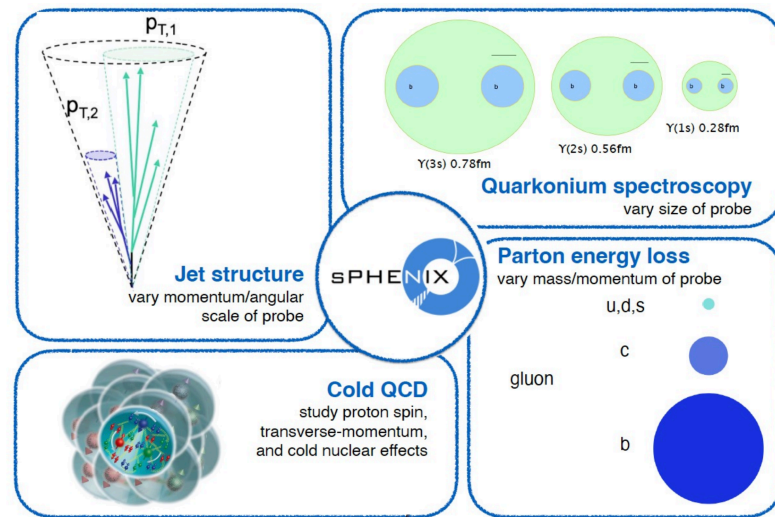 pT,1
pT,2
Jet structure
vary momentum/angular
scale of probe
b
b
ϒ(3s) 0.78fm
b
b
ϒ(2s) 0.56fm
b
b
ϒ(1s) 0.28fm
Quarkonium spectroscopy
vary size of probe
sPHENIX
Cold QCD
study proton spin,
transverse-momentum,
and cold nuclear effects
Parton energy loss
vary mass/momentum of probe
u,d,s
c
gluon
b